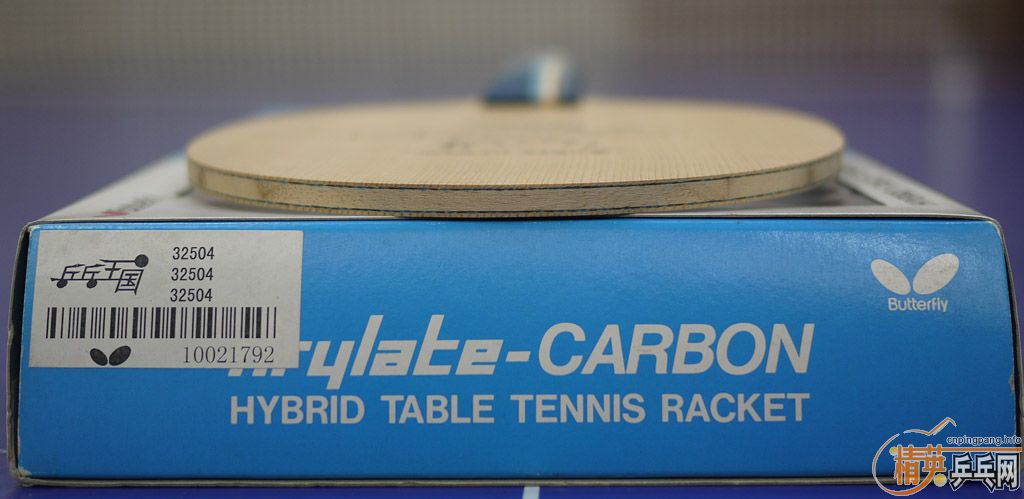 乒乓王国
32504
32504
32504
10021792
Butterfly
Arylate-CARBON
HYBRID TABLE TENNIS RACKET
cnpingpang.info
精英乒乓网